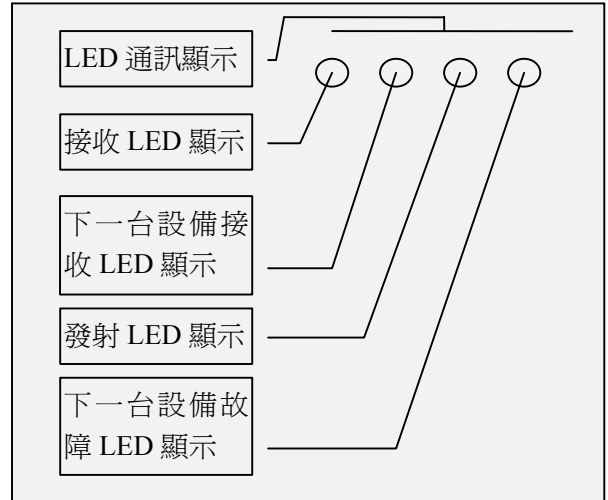 LED 通訊顯示
接收 LED 顯示
下一台設備接
收 LED 顯示
發射 LED 顯示
下一台設備故
障 LED 顯示